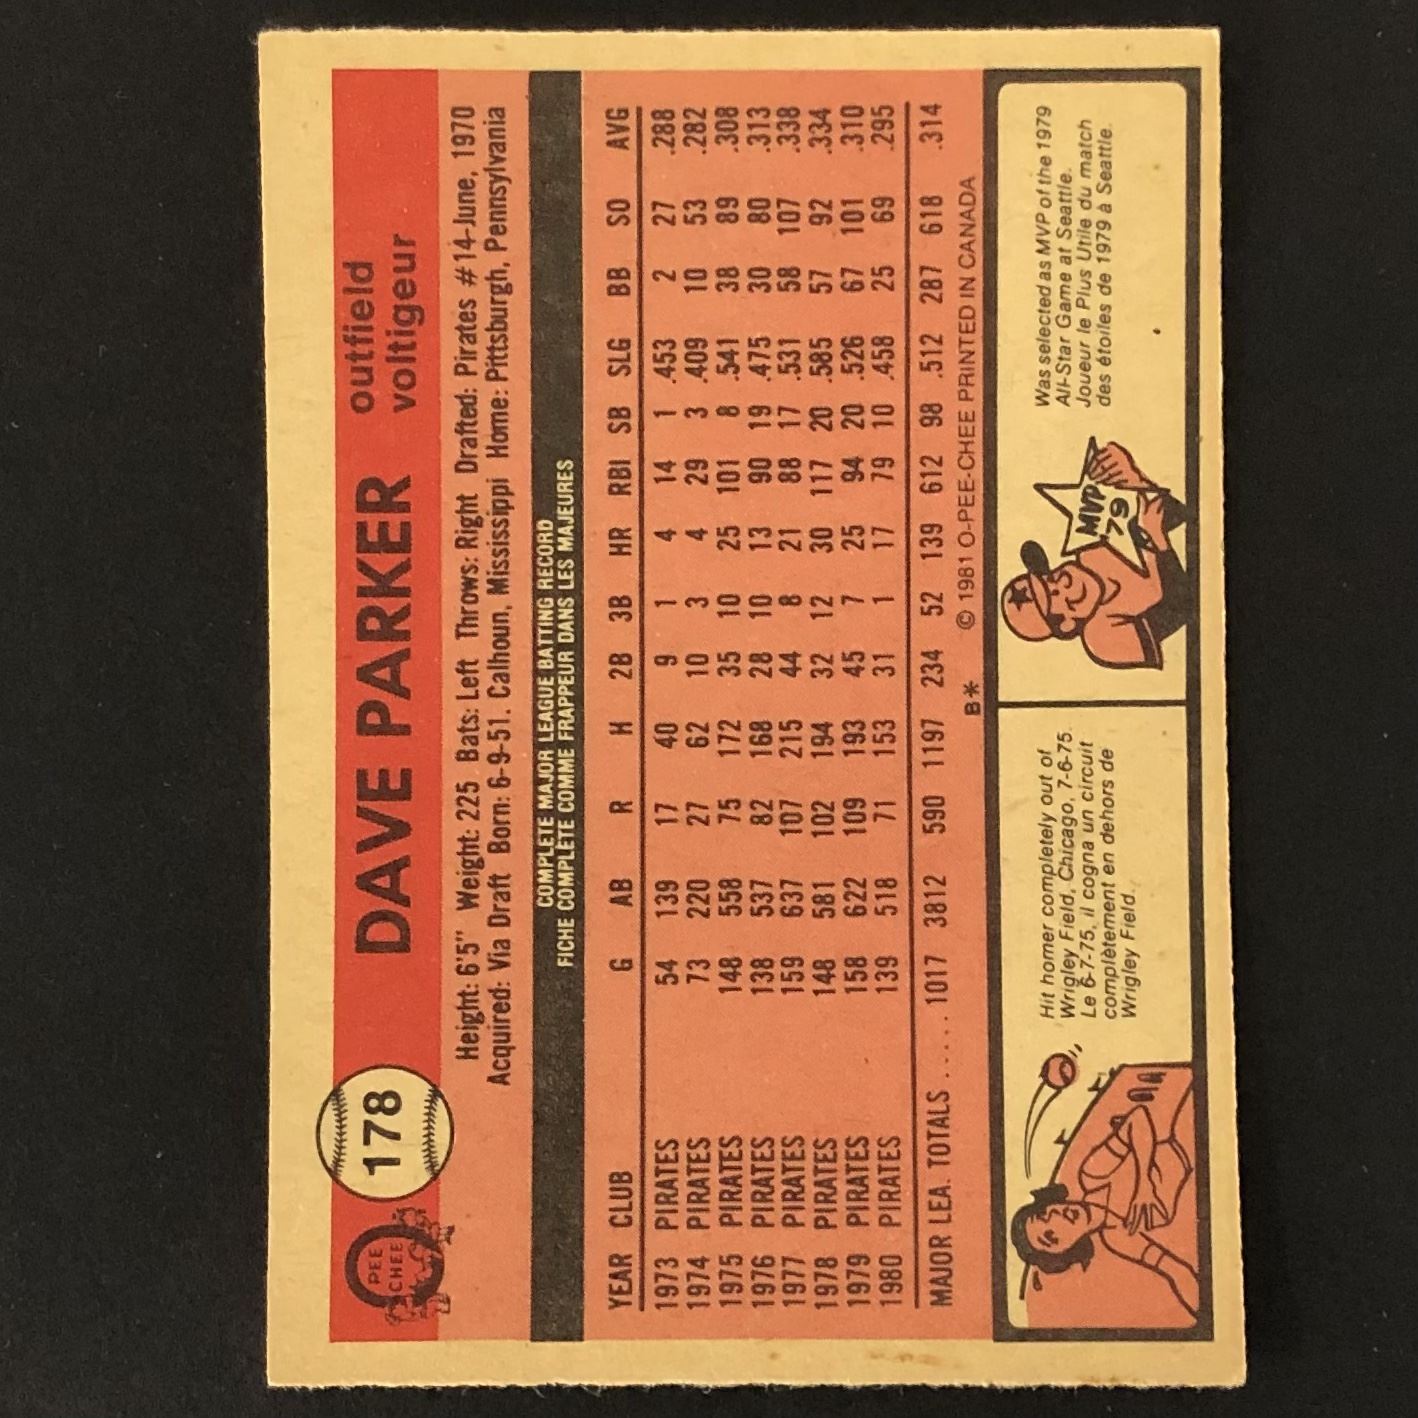 O
PEE
CHEE
178
DAVE PARKER
outfield
voltigeur
Height: 6'5" Weight: 225 Bats: Left Throws: Right Drafted: Pirates #14-June, 1970
Acquired: Via Draft Born: 6-9-51. Calhoun, Mississippi Home: Pittsburgh, Pennsylvania
COMPLETE MAJOR LEAGUE BATTING RECORD
FICHE COMPLÈTE COMME FRAPPEUR DANS LES MAJEURES
YEAR CLUB G AB R H 2B 3B HR RBI SB SLG BB SO AVG
1973 PIRATES 54 139 17 40 9 1 4 14 1 .453 2 27 .288
1974 PIRATES 73 220 27 62 10 3 4 29 3 .409 10 53 .282
1975 PIRATES 148 558 75 172 35 10 25 101 8 .541 38 89 .308
1976 PIRATES 138 537 82 168 28 10 13 90 19 .475 30 80 .313
1977 PIRATES 159 637 107 215 44 8 21 88 17 .531 58 107 .338
1978 PIRATES 148 581 102 194 32 12 30 117 20 .585 57 92 .334
1979 PIRATES 158 622 109 193 45 7 25 94 20 .526 67 101 .310
1980 PIRATES 139 518 71 153 31 1 17 79 10 .458 25 69 .295
MAJOR LEA. TOTALS ...... 1017 3812 590 1197 234 52 139 612 98 .512 287 618 .314
B* © 1981 O-PEE-CHEE PRINTED IN CANADA
Hit homer completely out of
Wrigley Field, Chicago, 7-6-75.
Le 6-7-75, il cogna un circuit
complètement en dehors de
Wrigley Field.
MVP
79
Was selected as MVP of the 1979
All-Star Game at Seattle.
Joueur le Plus Utile du match
des étoiles de 1979 à Seattle.